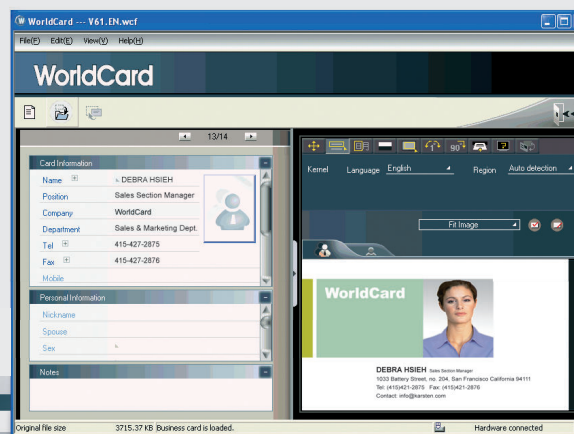 WorldCard --- V61.EN.wcf
File(F) Edit(E) View(V) Help(H)
WorldCard
13/14
Card Information
Name DEBRA HSIEH
Position Sales Section Manager
Company WorldCard
Department Sales & Marketing Dept.
Tel 415-427-2875
Fax 415-427-2876
Mobile
Personal Information
Nickname
Spouse
Sex
Notes
1° 90°
Kernel Language English Region Auto detection
Fit Image
WorldCard
DEBRA HSIEH Sales Section Manager
1033 Battery Street, no. 204, San Francisco California 94111
Tel: (415)421-2875 Fax: (415)421-2876
Contact info@karsten.com
Original file size 3715.37 KB Business card is loaded. Hardware connected